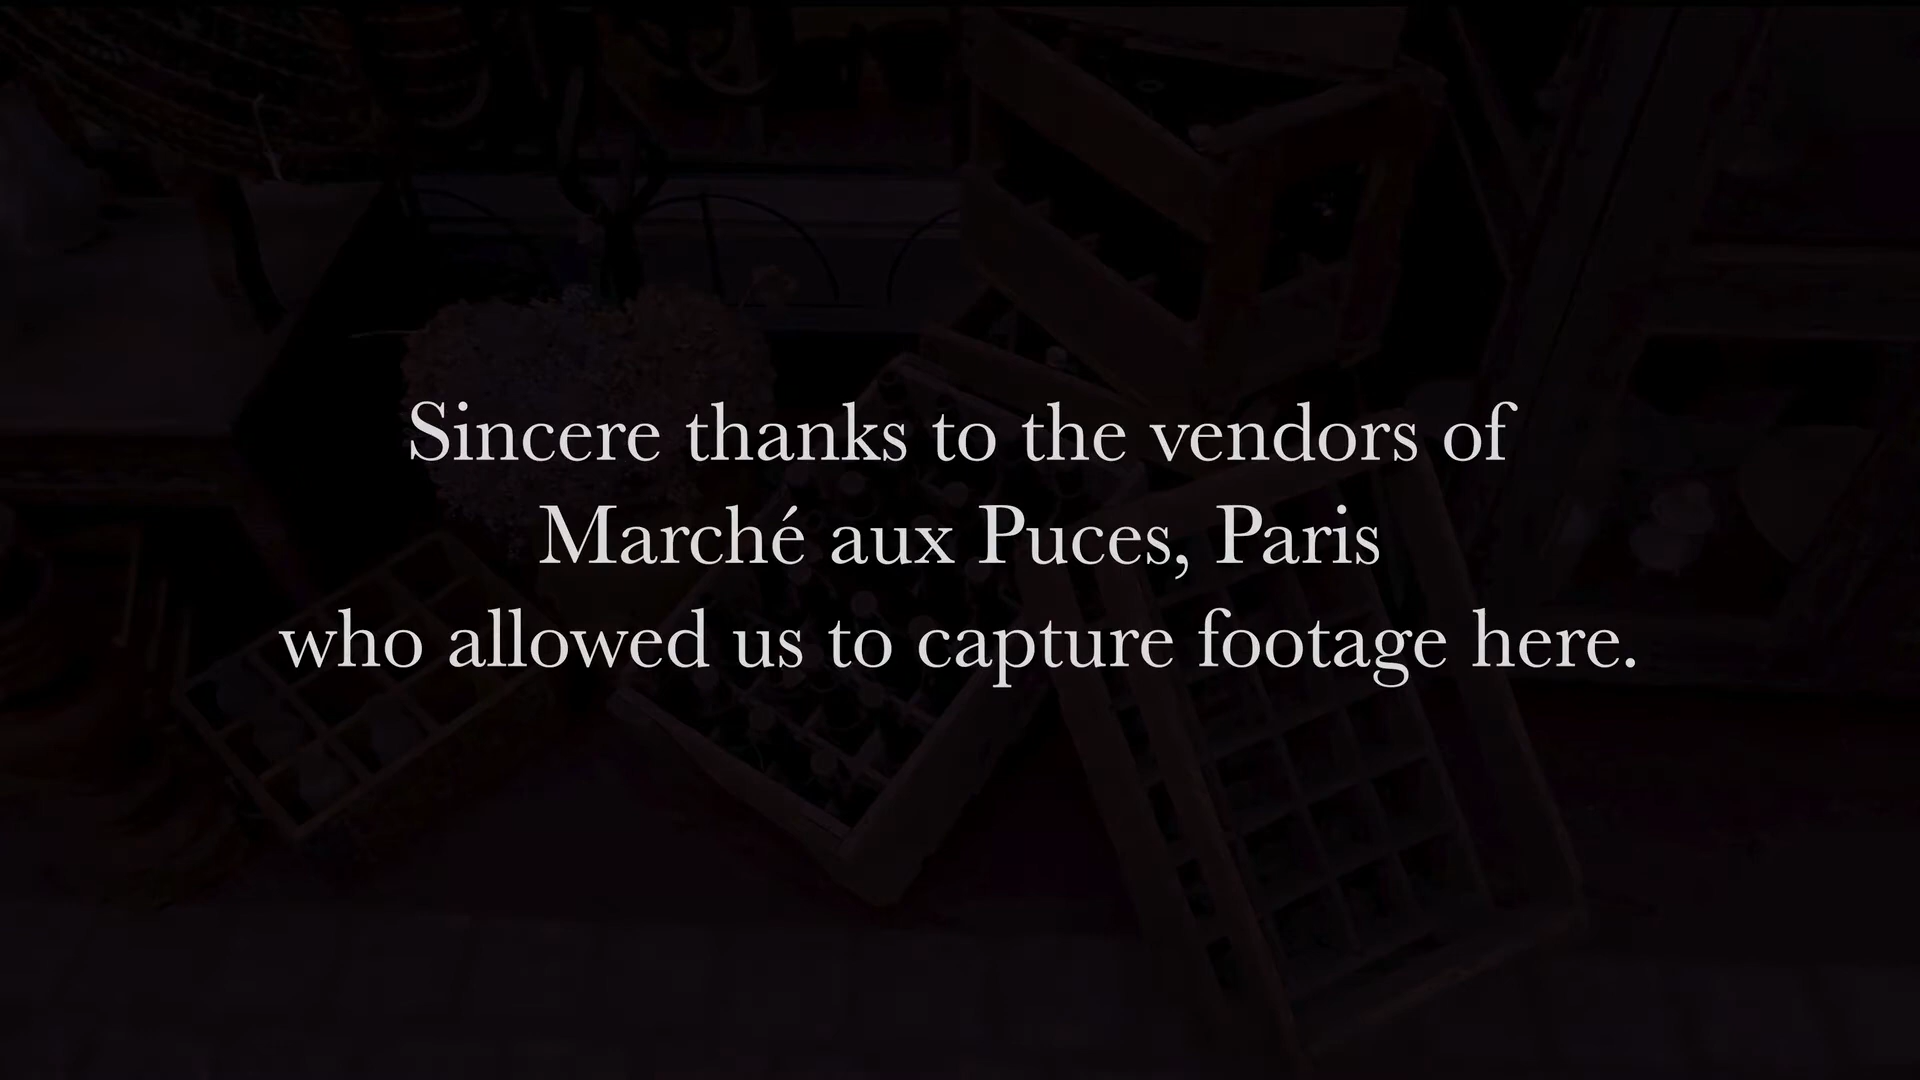 Sincere thanks to the vendors of
Marché aux Puces, Paris
who allowed us to capture footage here.